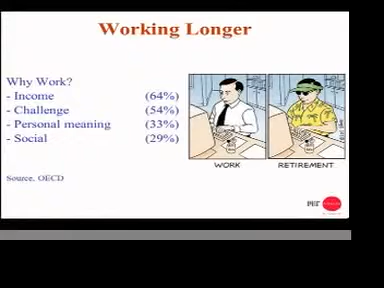 Working Longer
Why Work?
- Income (64%)
- Challenge (54%)
- Personal meaning (33%)
- Social (29%)
WORK RETIREMENT
Source, OECD